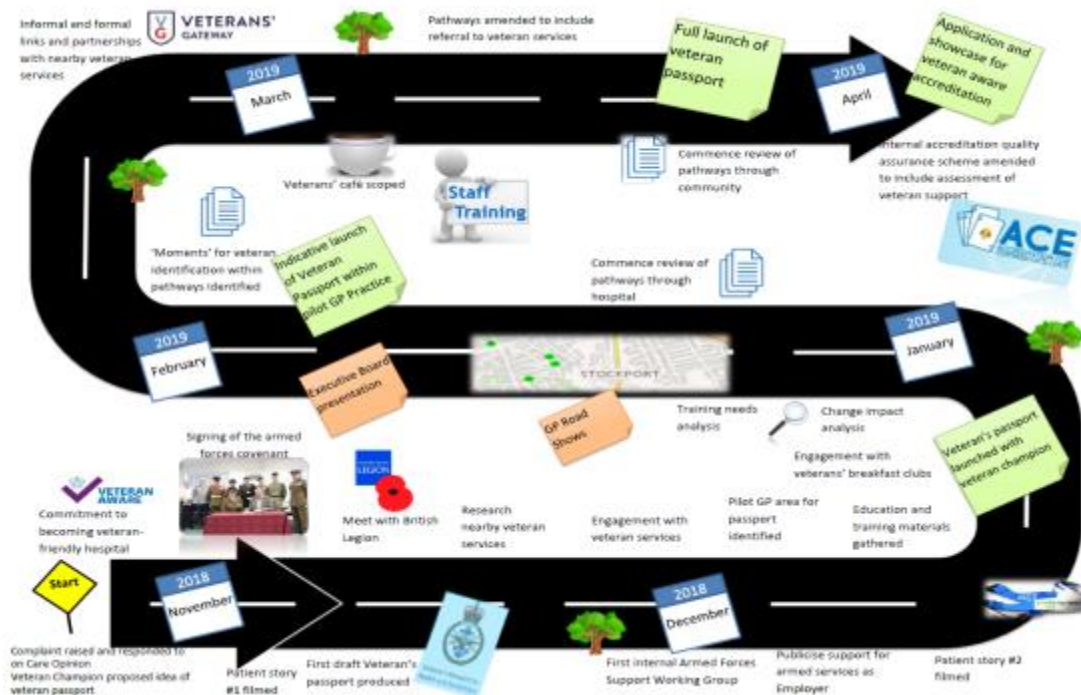 Informal and formal
links and partnerships
with nearby veteran
services
VETERANS'
GATEWAY
Pathways amended to include
referral to veteran services
Full launch of
veteran
passport
Application and
showcase for
veteran aware
accreditation
2019
March
2019
April
Veterans' café scoped
Staff
Training
Commence review of
pathways through
community
Internal accreditation quality
assurance scheme amended
to include assessment of
veteran support
ACE
'Moments' for veteran
identification within
pathways identified
Indicative launch
of Veteran
Passport within
pilot GP Practice
Commence review of
pathways through
hospital
2019
February
2019
January
Executive Board
presentation
STOCKPORT
GP Road
Shows
Training needs
analysis
Change impact
analysis
Engagement with
veterans' breakfast clubs
Veteran's passport
launched with
veteran champion
Signing of the armed
forces covenant
VETERAN
AWARE
Commitment to
becoming veteran-
friendly hospital
LEGION
Meet with British
Legion
Research
nearby veteran
services
Engagement with
veteran services
Pilot GP area for
passport
identified
Education and
training materials
gathered
Start
2018
November
2018
December
Complaint raised and responded to
on Care Opinion
Veteran Champion proposed idea of
veteran passport
Patient story
#1 filmed
First draft Veteran's
passport produced
First internal Armed Forces
Support Working Group
Publicise support for
armed services as
Employer
Patient story #2
filmed